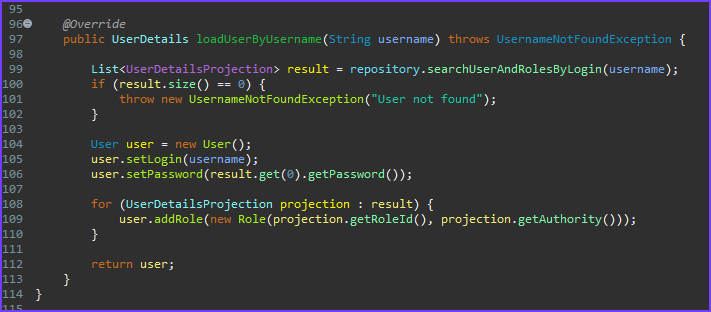 95
96 @Override
97 public UserDetails loadUserByUsername(String username) throws UsernameNotFoundException {
98
99 List<UserDetailsProjection> result = repository.searchUserAndRolesByLogin(username);
100 if (result.size() == 0) {
101 throw new UsernameNotFoundException("User not found");
102 }
103
104 User user = new User();
105 user.setLogin(username);
106 user.setPassword(result.get(0).getPassword());
107
108 for (UserDetailsProjection projection : result) {
109 user.addRole(new Role(projection.getRoleId(), projection.getAuthority()));
110 }
111
112 return user;
113 }
114 }
115